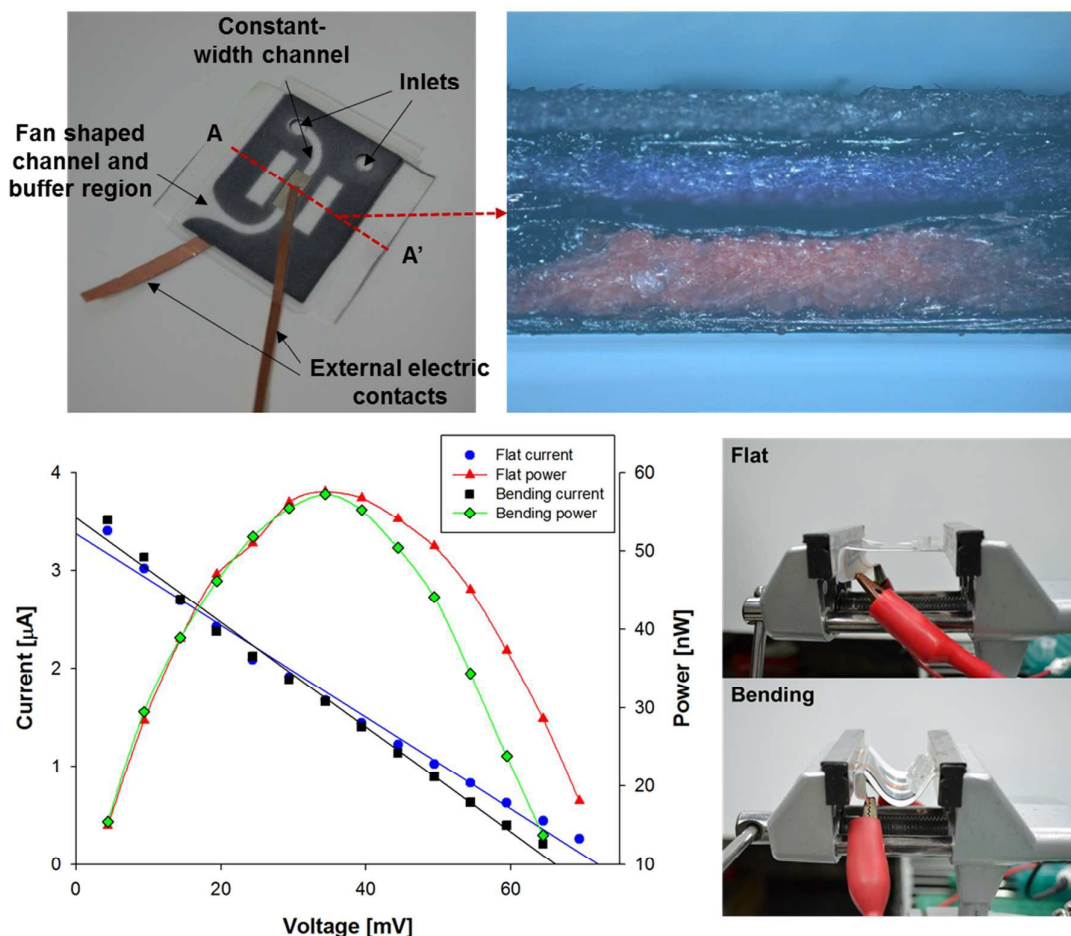 Constant-
width channel
Inlets
Fan shaped
channel and
buffer region
A
A'
External electric
contacts
Flat current
Flat power
Bending current
Bending power
4
3
2
1
0
Current [μA]
60
50
40
30
20
10
Power [nW]
0
20
40
60
Voltage [mV]
Flat
Bending